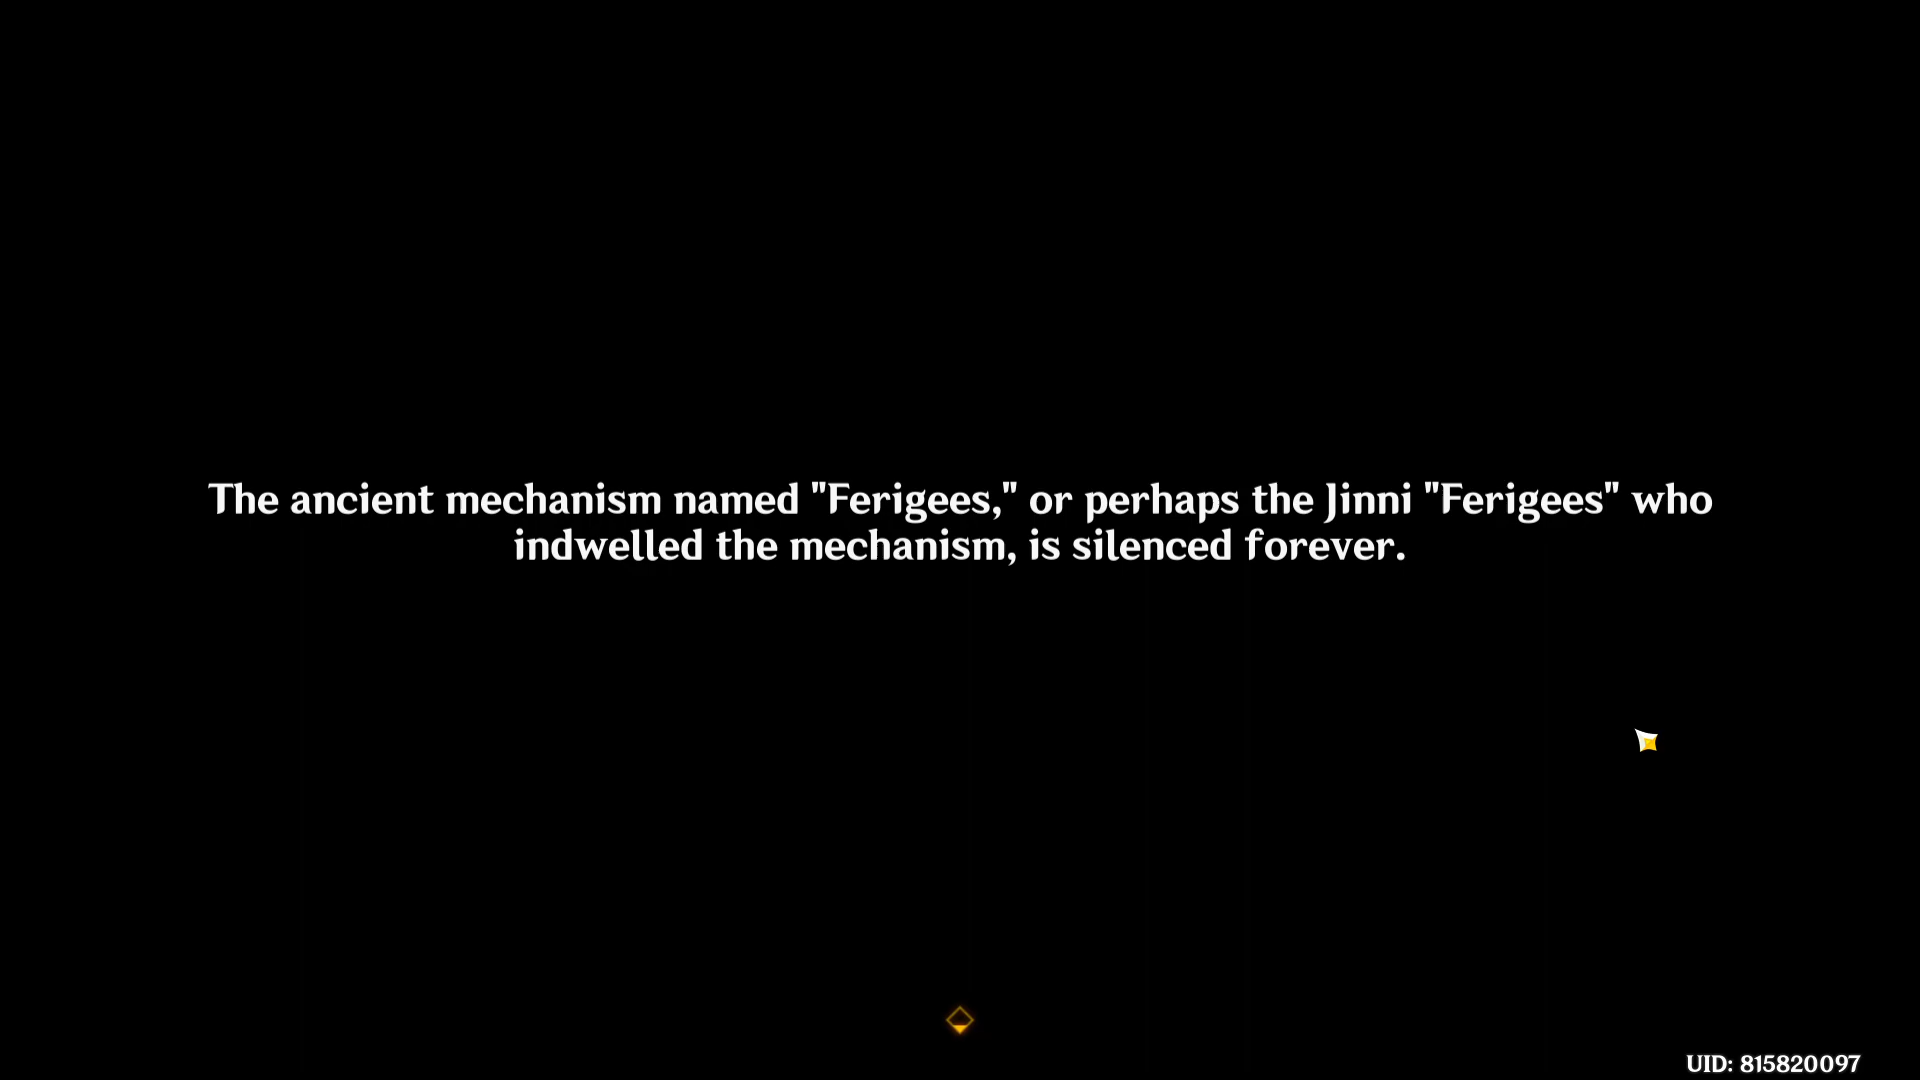 The ancient mechanism named "Ferigees," or perhaps the Jinni "Ferigees" who
indwelled the mechanism, is silenced forever.
UID: 815820097